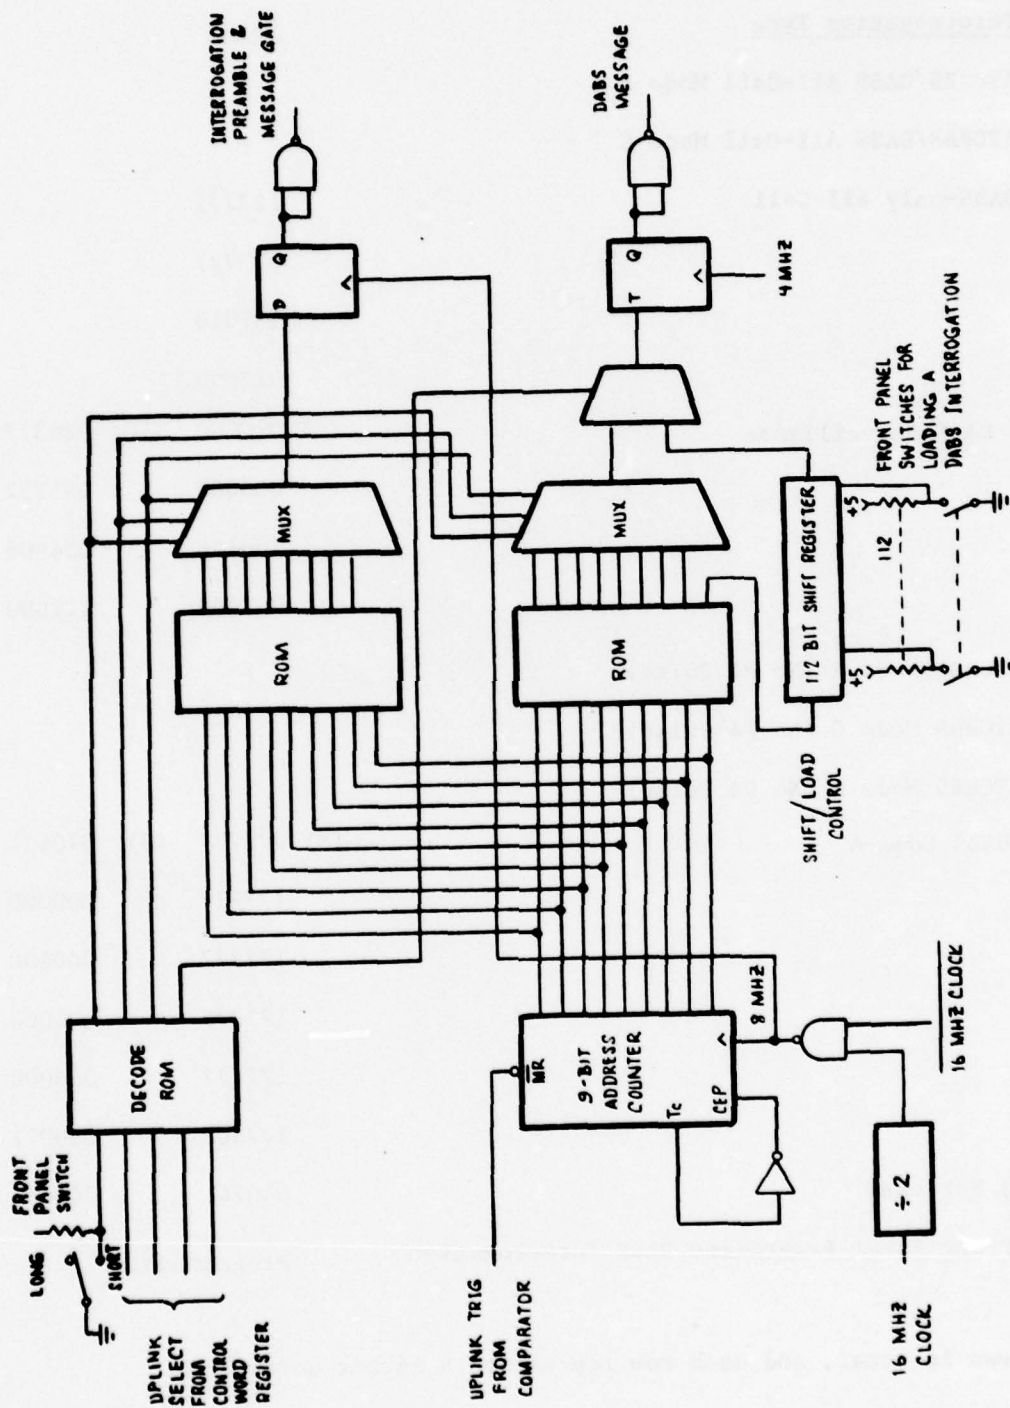 FRONT
PANEL
SWITCH
LONG
SHORT
UPLINK
SELECT
FROM
CONTROL
WORD
REGISTER
DECODE
ROM
ROM
MUX
D
Q
INTERROGATION
PREAMBLE &
MESSAGE GATE
UPLINK TRIG
FROM
COMPARATOR
MR
9-BIT
ADDRESS
COUNTER
TC
CEP
8 MHZ
ROM
MUX
T
Q
4 MHZ
DABS
MESSAGE
SHIFT/LOAD
CONTROL
112 BIT SHIFT REGISTER
+5
112
+5
FRONT PANEL
SWITCHES FOR
LOADING A
DABS INTERROGATION
16 MHZ
CLOCK
÷ 2
16 MHZ CLOCK